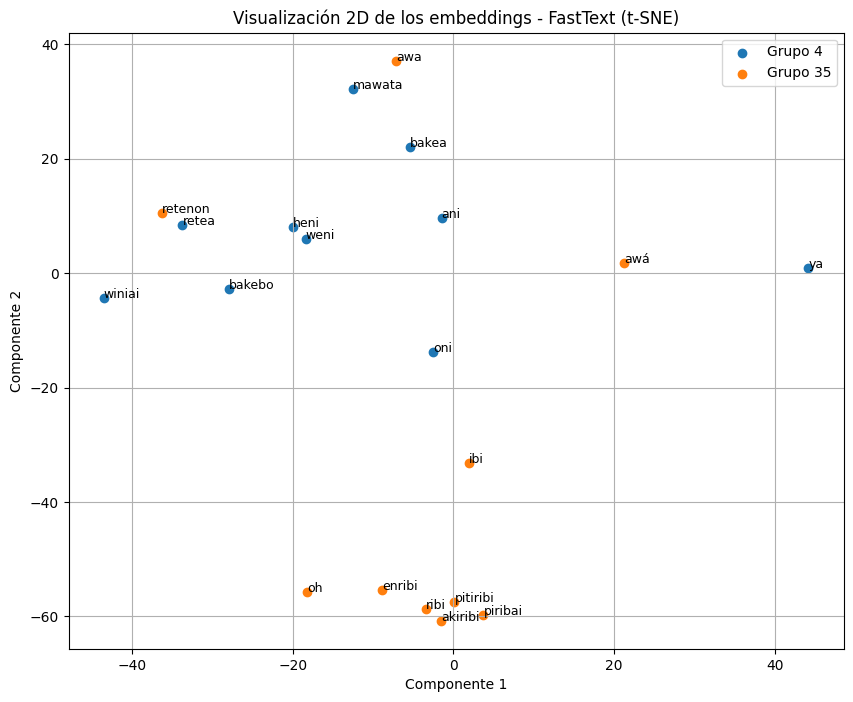 Visualización 2D de los embeddings - FastText (t-SNE)
Grupo 4
Grupo 35
awa
mawata
bakea
retenon
retea
heni
weni
ani
awá
ya
winiai
bakebo
oni
ibi
oh
enribi
pitiribi
ribi
piribai
akiribi
40
20
0
−20
−40
−60
−40
−20
0
20
40
Componente 2
Componente 1